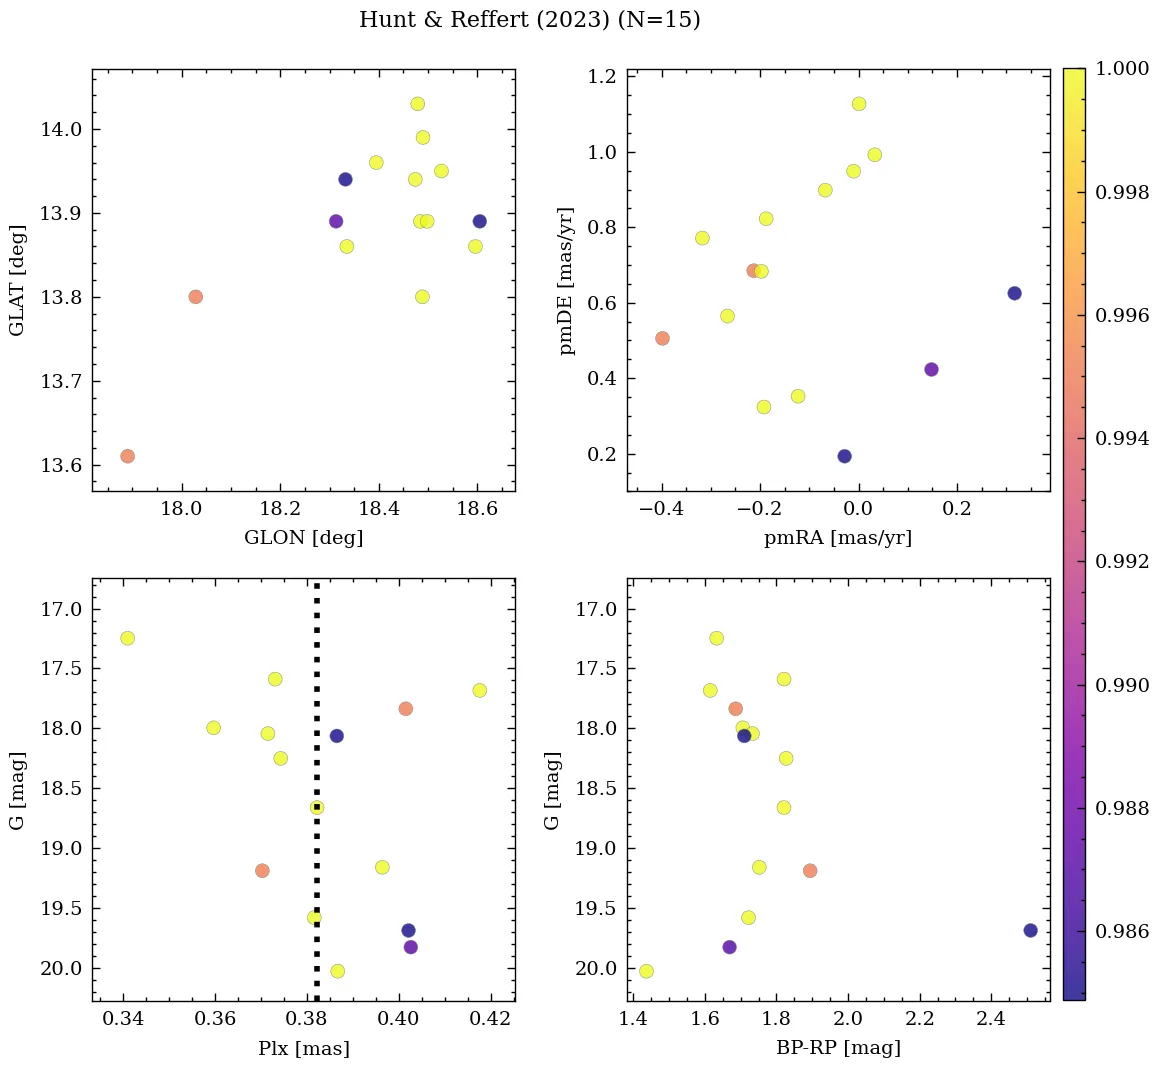 Hunt & Reffert (2023) (N=15)
GLAT [deg]
14.0
13.9
13.8
13.7
13.6
18.0 18.2 18.4 18.6
GLON [deg]
pmDE [mas/yr]
1.2
1.0
0.8
0.6
0.4
0.2
−0.4 −0.2 0.0 0.2
pmRA [mas/yr]
1.000
0.998
0.996
0.994
0.992
0.990
0.988
0.986
G [mag]
17.0
17.5
18.0
18.5
19.0
19.5
20.0
0.34 0.36 0.38 0.40 0.42
Plx [mas]
G [mag]
17.0
17.5
18.0
18.5
19.0
19.5
20.0
1.4 1.6 1.8 2.0 2.2 2.4
BP-RP [mag]